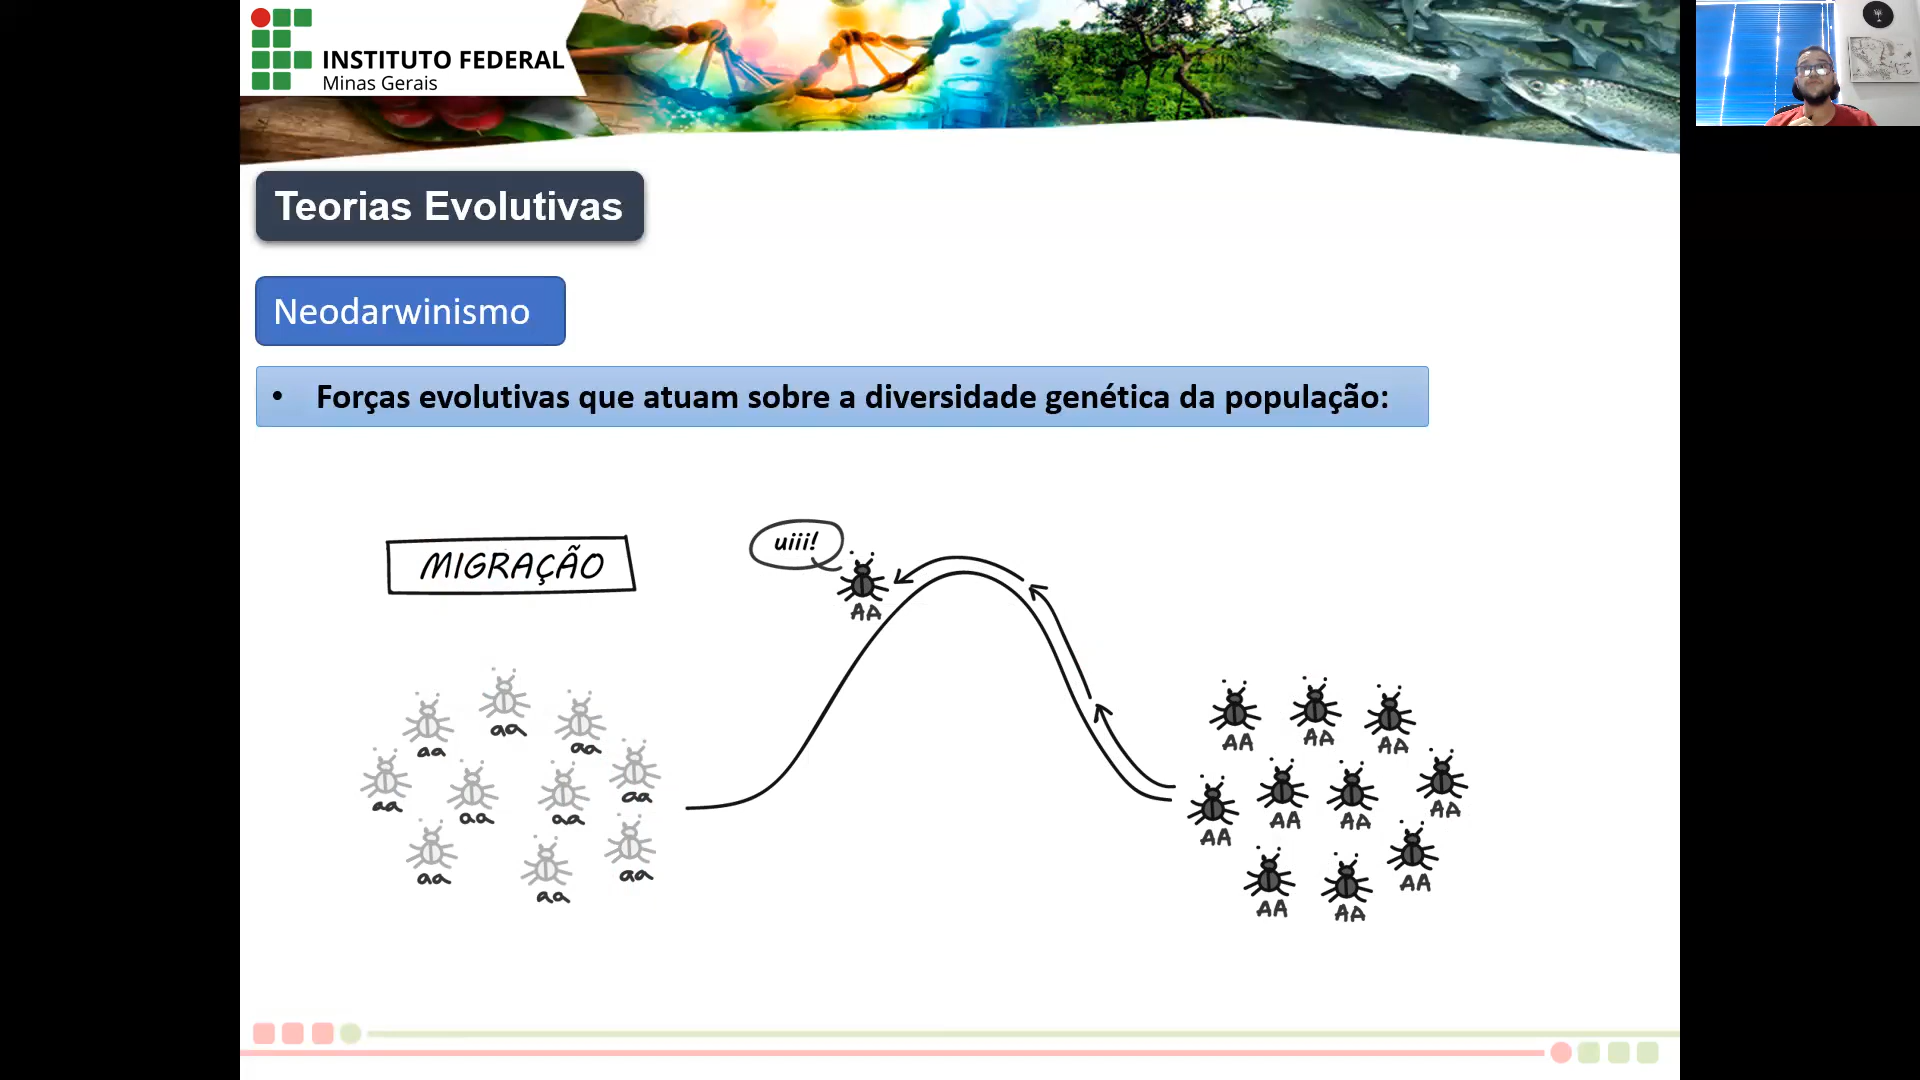 INSTITUTO FEDERAL
Minas Gerais
Teorias Evolutivas
Neodarwinismo
• Forças evolutivas que atuam sobre a diversidade genética da população:
MIGRAÇÃO
uiii!
AA
aa
aa
aa
aa
aa
aa
aa
aa
aa
aa
AA
AA
AA
AA
AA
AA
AA
AA
AA
AA